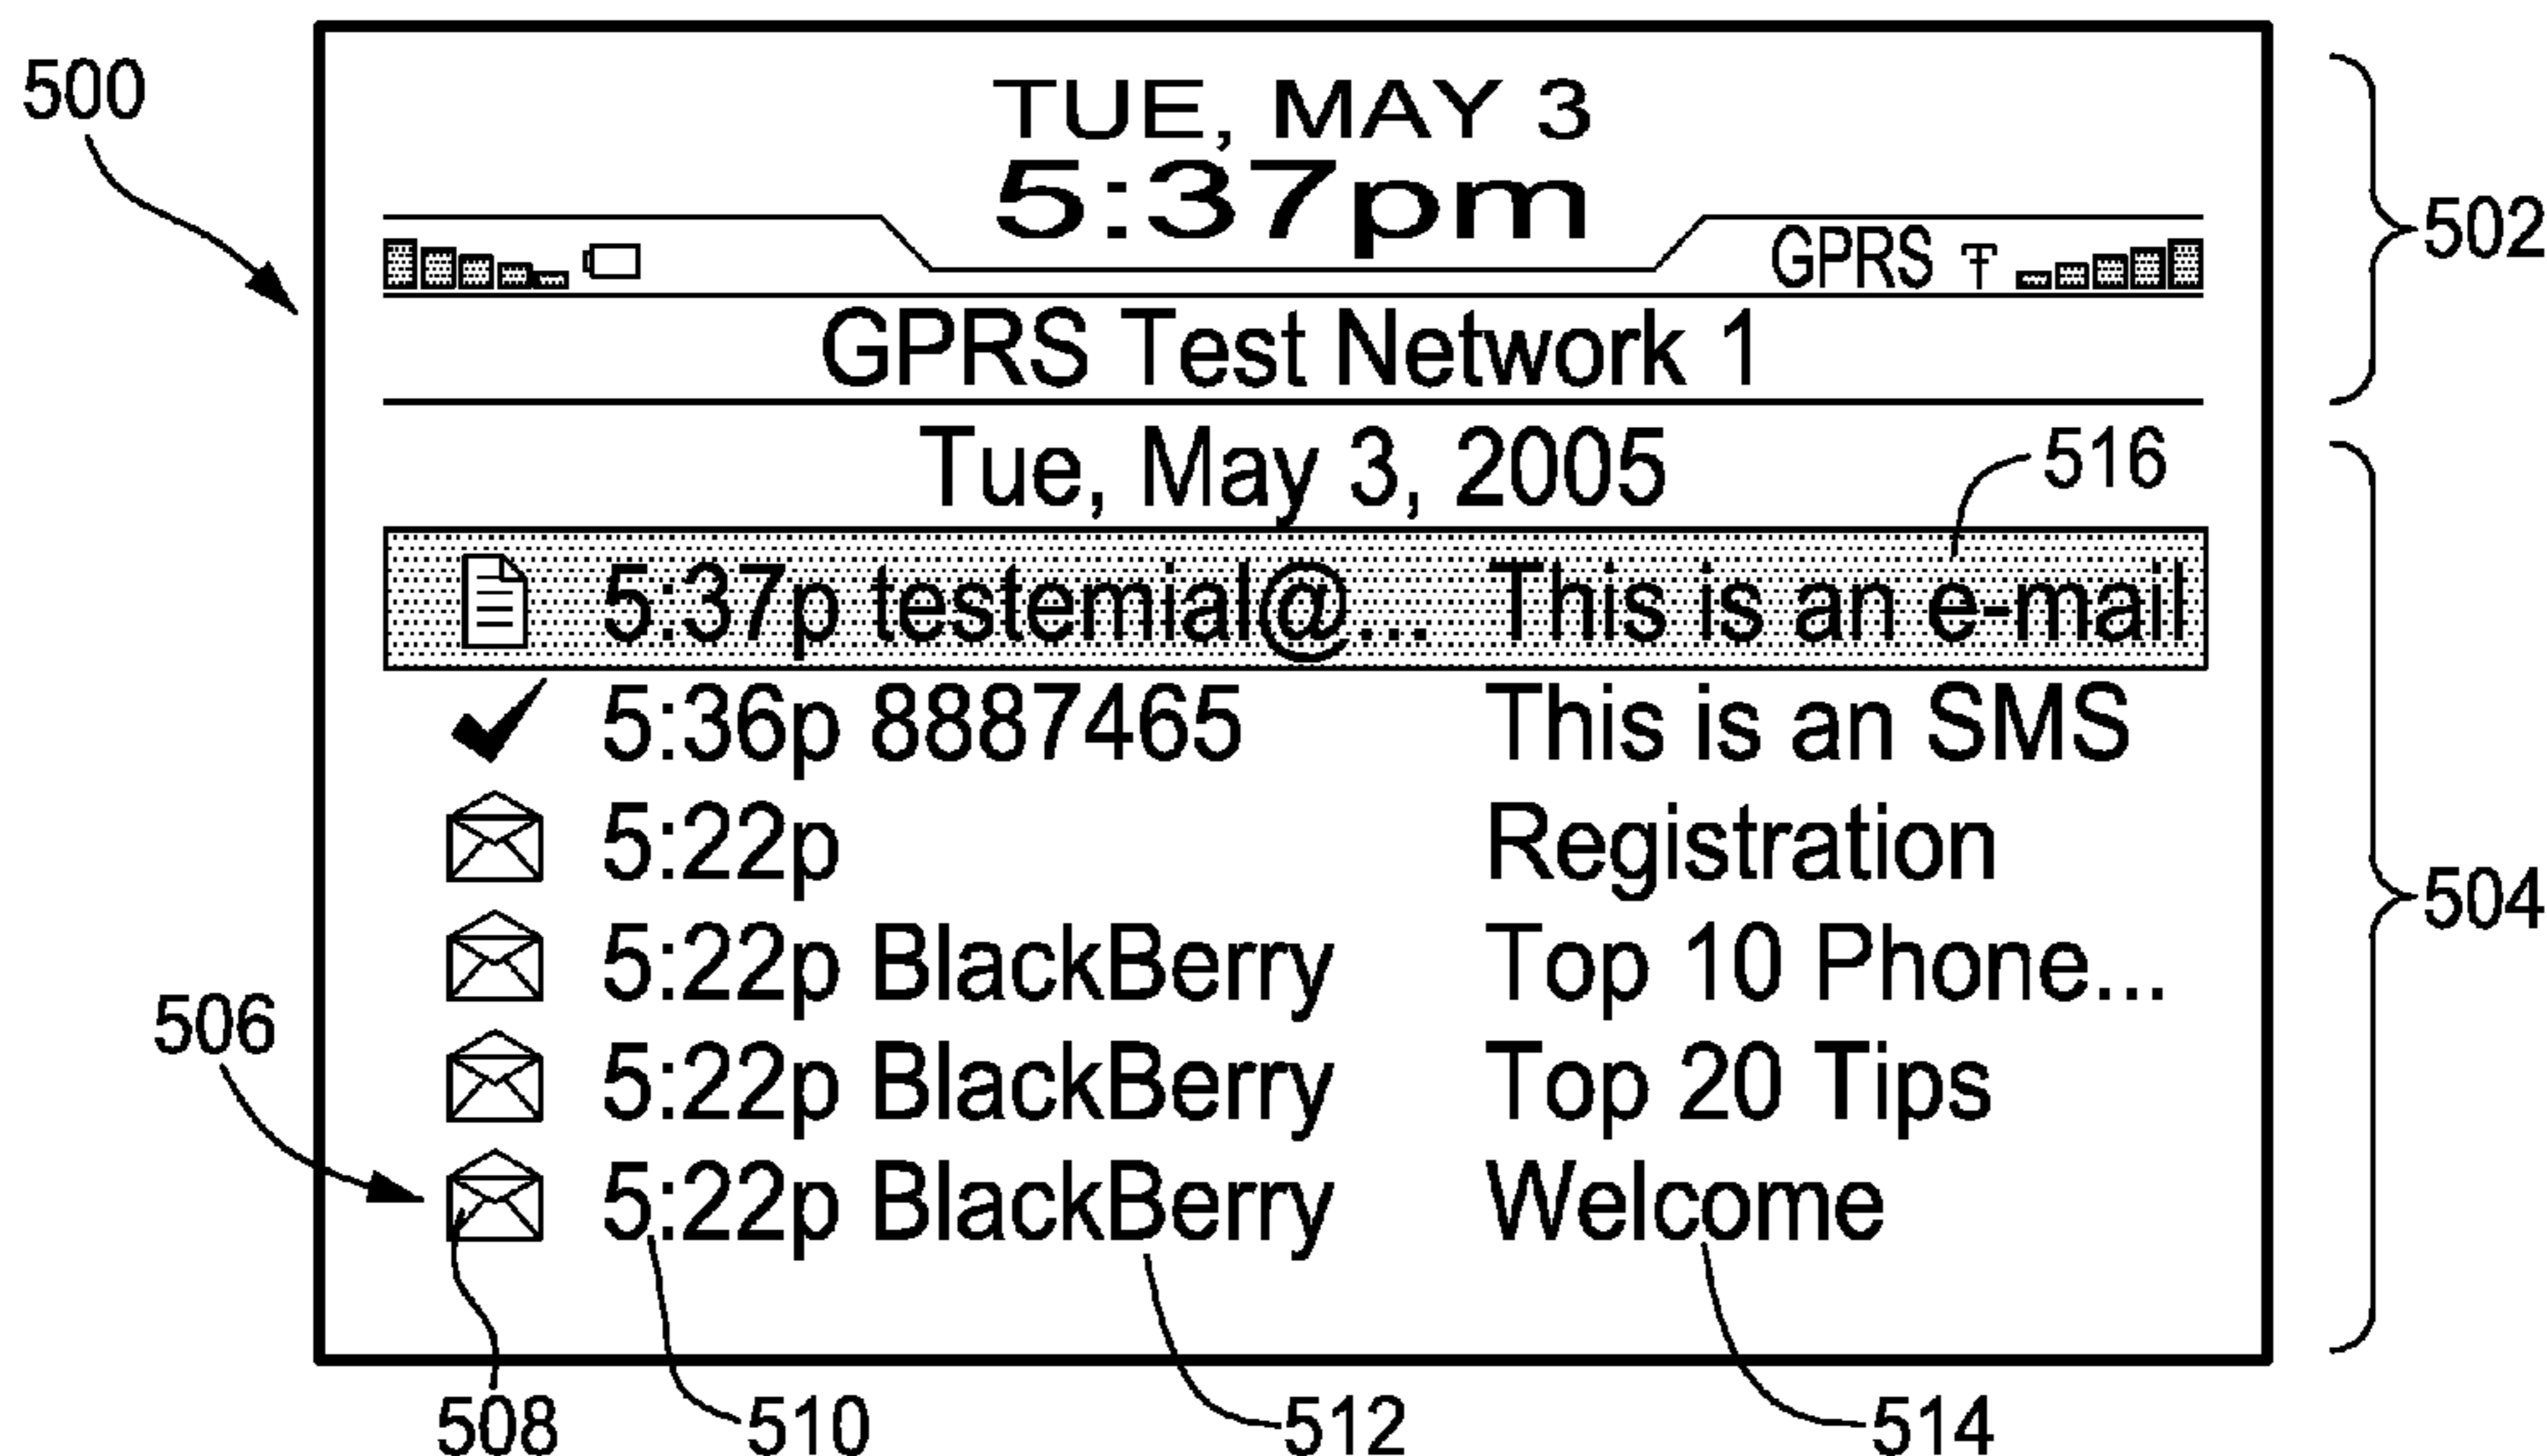 500
TUE, MAY 3
5:37pm
502
GPRS
GPRS Test Network 1
Tue, May 3, 2005
516
5:37p testemial@... This is an e-mail
5:36p 8887465 This is an SMS
5:22p Registration
504
5:22p BlackBerry Top 10 Phone...
506
5:22p BlackBerry Top 20 Tips
5:22p BlackBerry Welcome
508 510 512 514